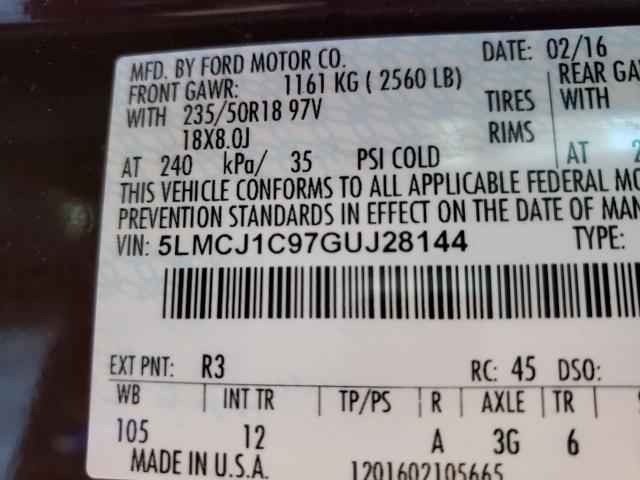 MFD. BY FORD MOTOR CO. DATE: 02/16
FRONT GAWR: 1161 KG ( 2560 LB) REAR
WITH 235/50R18 97V TIRES WITH
18X8.0J RIMS
AT 240 kPa/ 35 PSI COLD AT 2
THIS VEHICLE CONFORMS TO ALL APPLICABLE FEDERAL
PREVENTION STANDARDS IN EFFECT ON THE DATE OF
VIN: 5LMCJ1C97GUJ28144 TYPE:
EXT PNT: R3 RC: 45 DSO:
WB INT TR TP/PS R AXLE TR
105 12 A 3G 6
MADE IN U.S.A. 1201602105665